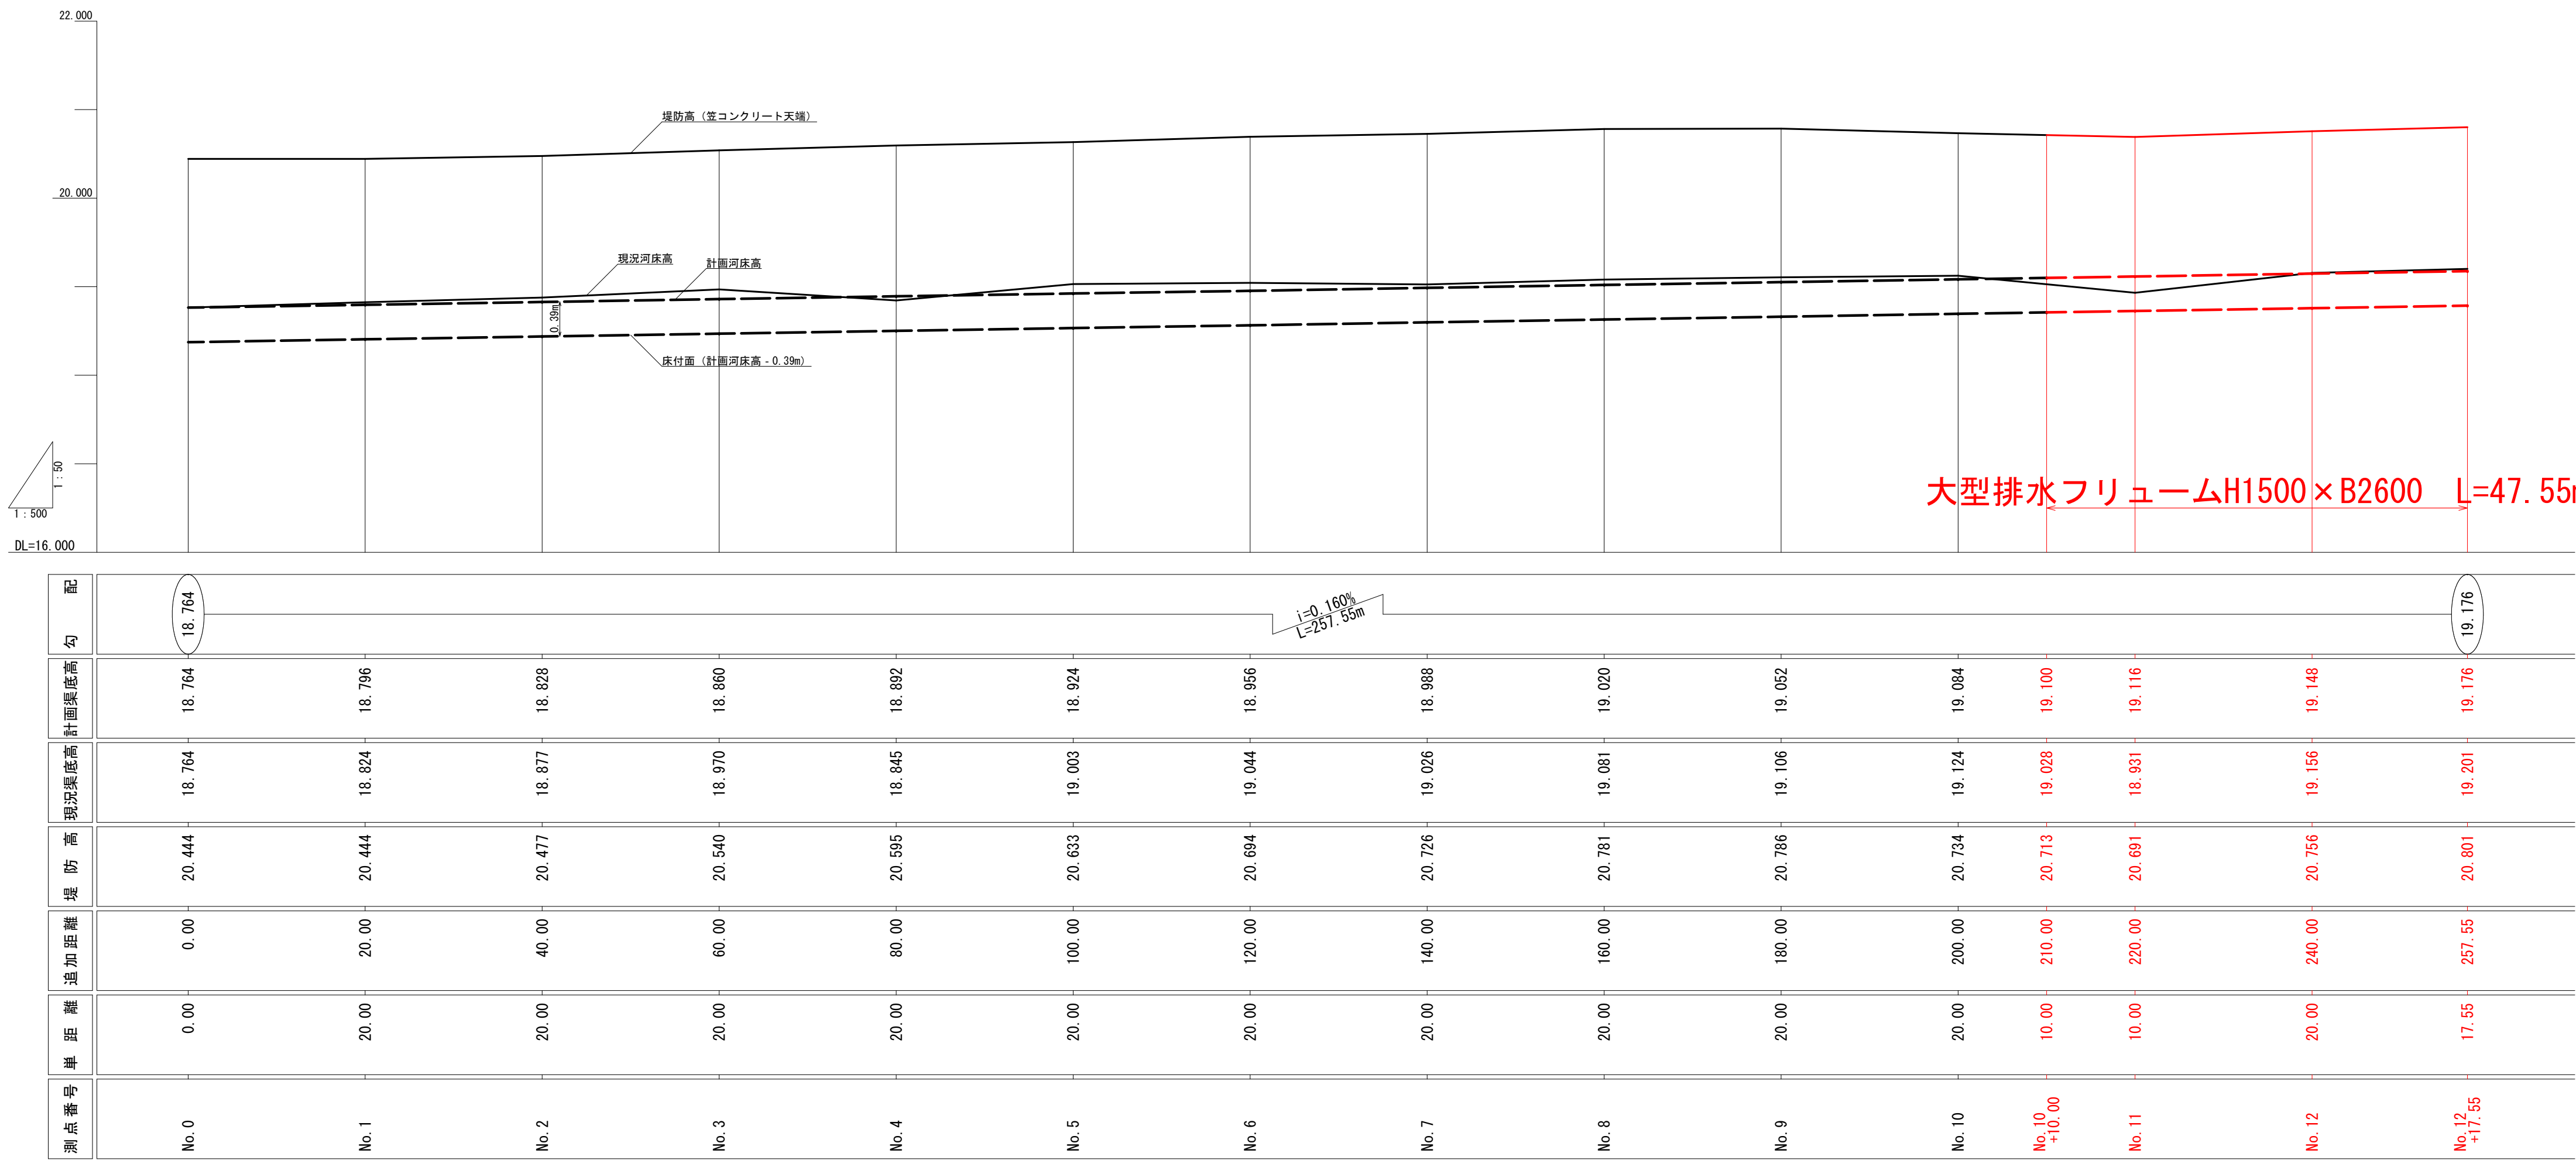 22.000
堤防高（笠コンクリート天端）
20.000
現況河床高
計画河床高
0.39m
床付面（計画河床高 - 0.39m）
1 : 50
1 : 500
大型排水フリュームH1500×B2600　L=47.55
DL=16.000
勾配
18.764
i=0.160%
L=257.55m
19.176
計画渠底高
18.764 18.796 18.828 18.860 18.892 18.924 18.956 18.988 19.020 19.052 19.084 19.100 19.116 19.148 19.176
現況渠底高
18.764 18.824 18.877 18.970 18.845 19.003 19.044 19.026 19.081 19.106 19.124 19.028 18.931 19.156 19.201
堤防高
20.444 20.444 20.477 20.540 20.595 20.633 20.694 20.726 20.781 20.786 20.734 20.713 20.691 20.756 20.801
追加距離
0.00 20.00 40.00 60.00 80.00 100.00 120.00 140.00 160.00 180.00 200.00 210.00 220.00 240.00 257.55
単距離
0.00 20.00 20.00 20.00 20.00 20.00 20.00 20.00 20.00 20.00 20.00 10.00 10.00 20.00 17.55
測点番号
No.0 No.1 No.2 No.3 No.4 No.5 No.6 No.7 No.8 No.9 No.10 No.10 +10.00 No.11 No.12 No.12 +17.55